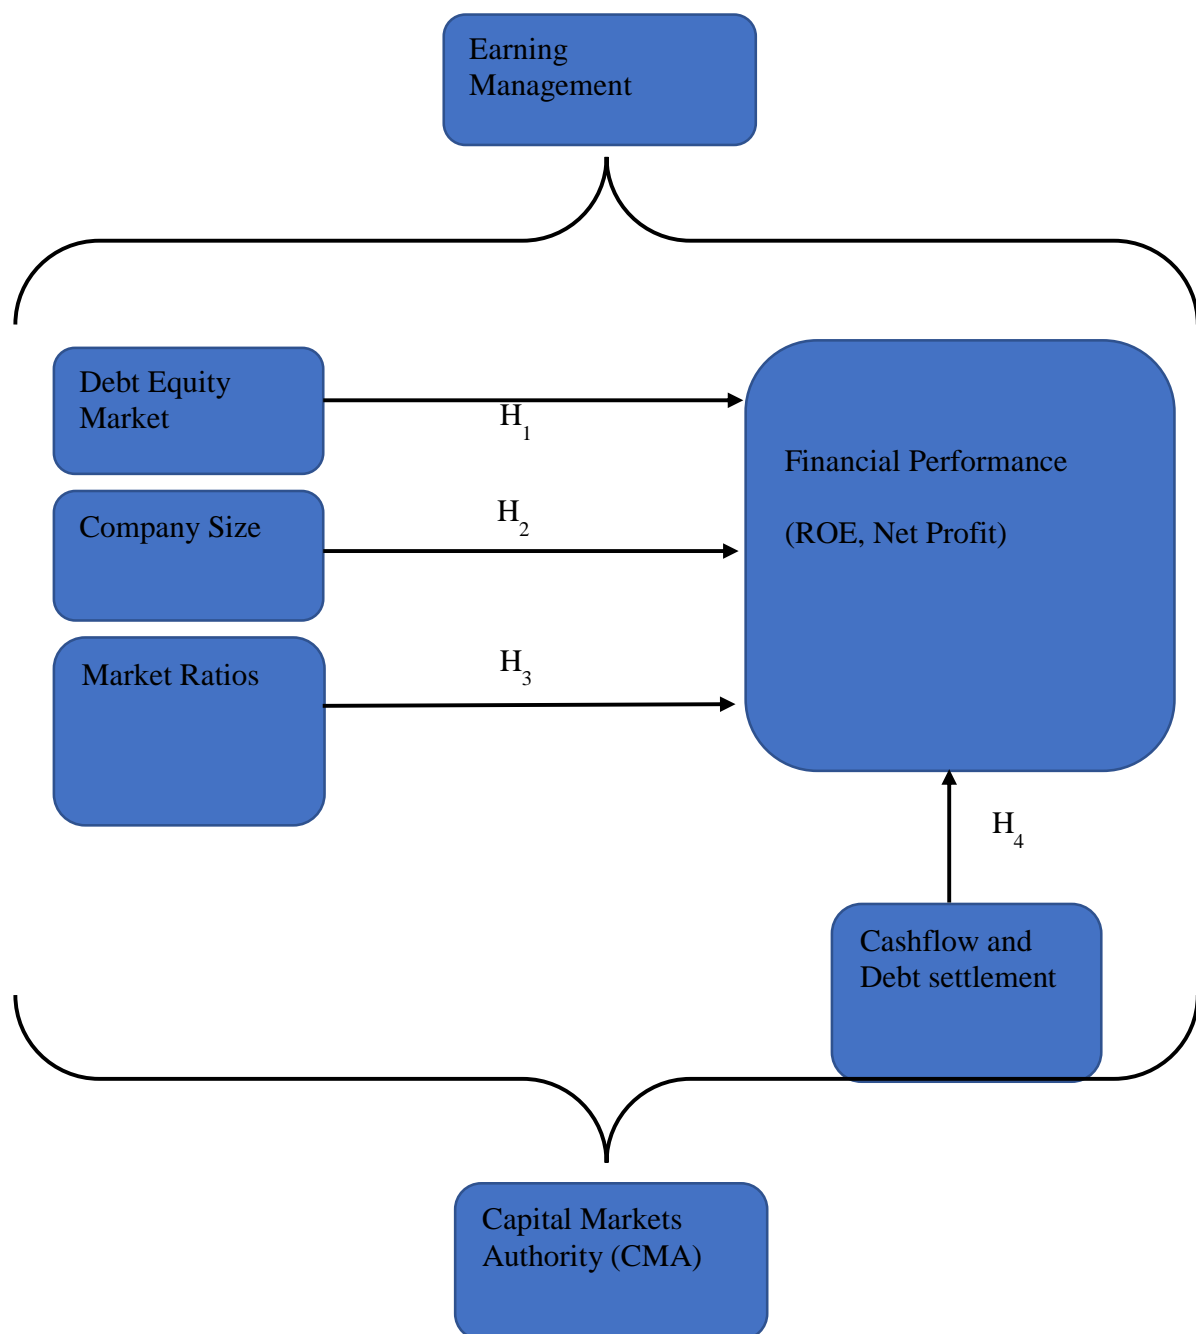 Earning
Management
Debt Equity
Market
H1
Financial Performance
(ROE, Net Profit)
Company Size
H2
Market Ratios
H3
H4
Cashflow and
Debt settlement
Capital Markets
Authority (CMA)